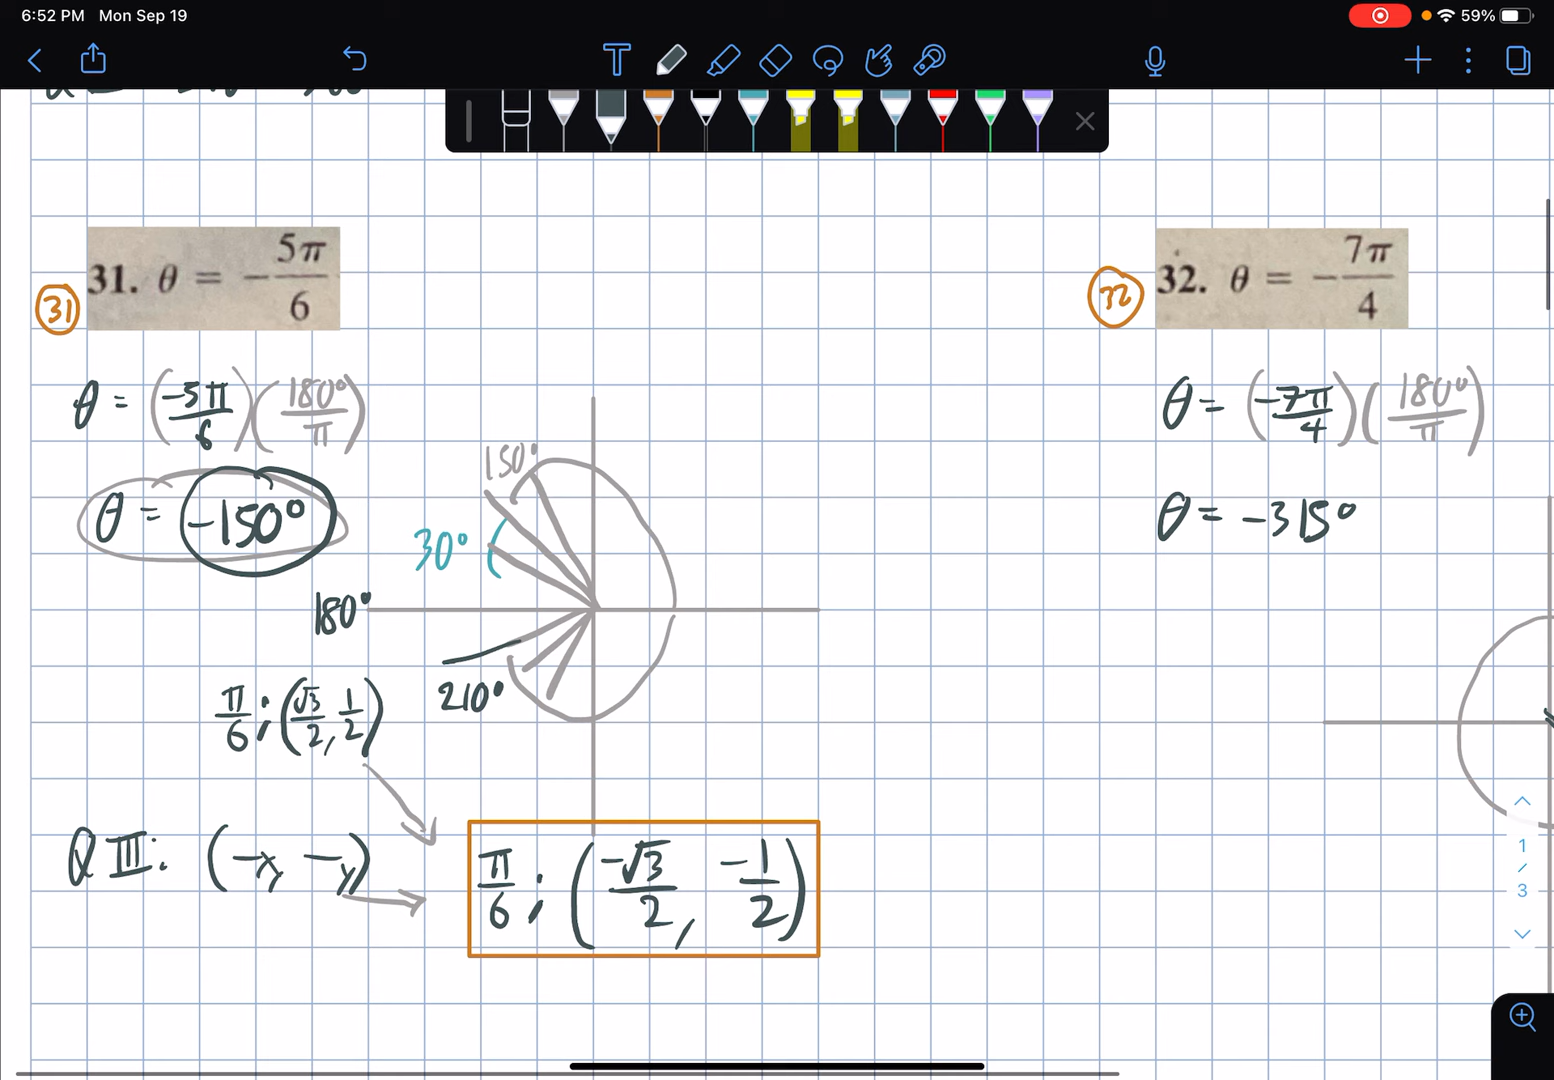 6:52 PM Mon Sep 19
59%
T
31. θ = -5π/6
(31)
θ = (-5π/6)(180°/π)
θ = -150°
150°
30°
180°
210°
π/6 ; (√3/2, 1/2)
Q III: (-x, -y)
π/6 ; (-√3/2, -1/2)
32. θ = -7π/4
(32)
θ = (-7π/4)(180°/π)
θ = -315°
1
/
3